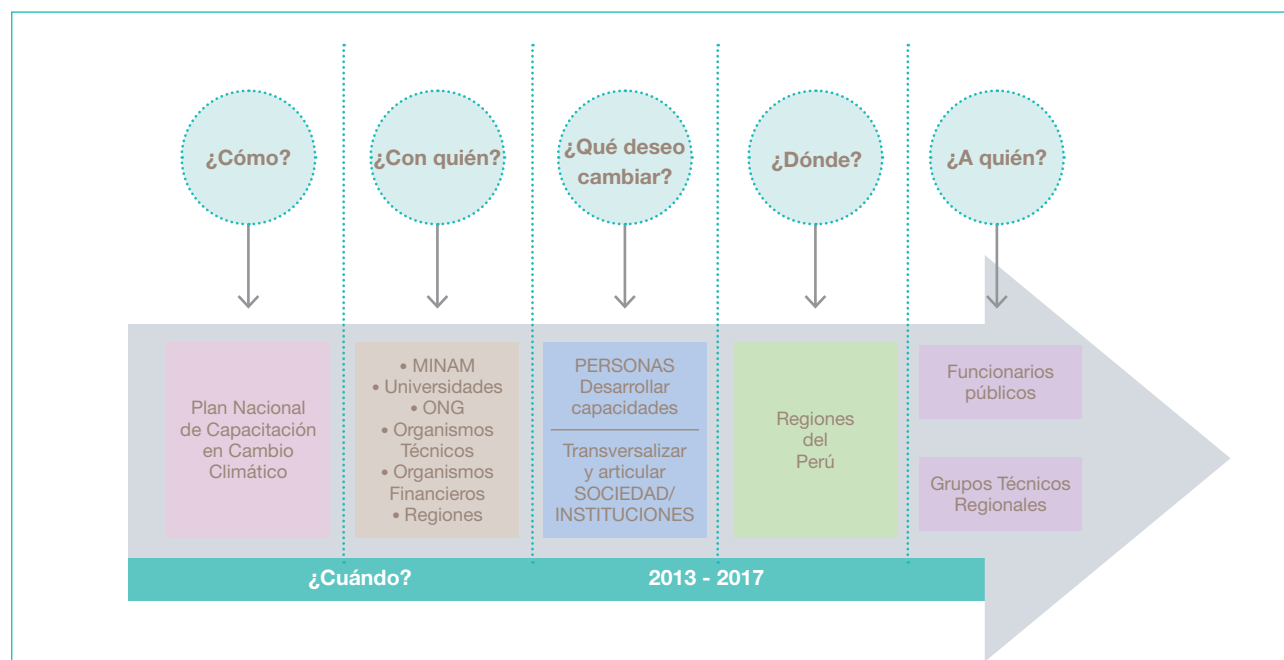 ¿Cómo?
¿Con quién?
¿Qué deseo
cambiar?
¿Dónde?
¿A quién?
Plan Nacional
de Capacitación
en Cambio
Climático
• MINAM
• Universidades
• ONG
• Organismos
Técnicos
• Organismos
Financieros
• Regiones
PERSONAS
Desarrollar
capacidades
Transversalizar
y articular
SOCIEDAD/
INSTITUCIONES
Regiones
del
Perú
Funcionarios
públicos
Grupos Técnicos
Regionales
¿Cuándo?
2013 - 2017